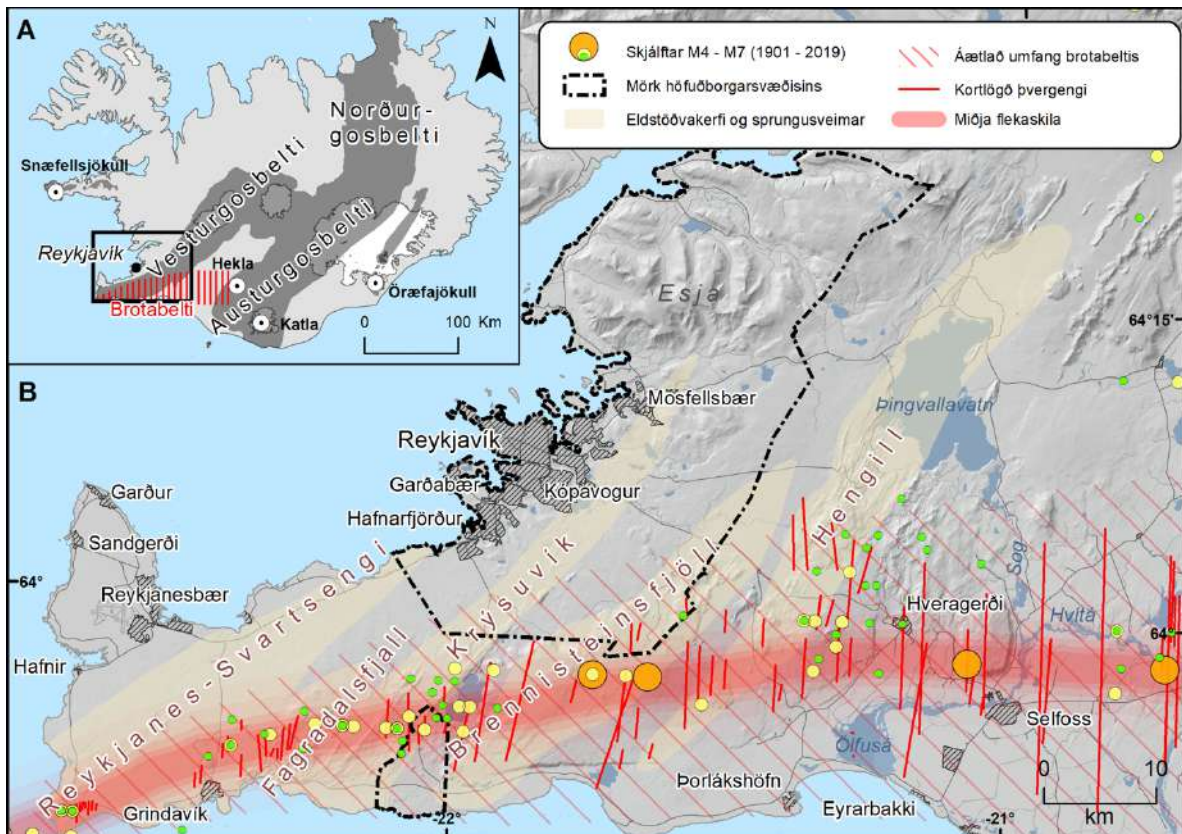 A
N
Norður-
gosbelti
Snæfellsjökull
Vesturgosbelti
Reykjavík
Hekla
Austurgosbelti
Öræfajökull
Brotabelti
Katla
0 100 Km
Skjálftar M4 - M7 (1901 - 2019)
Mörk höfuðborgarsvæðisins
Eldstöðvakerfi og sprungusveimar
Áætlað umfang brotabeltis
Kortlögð þvergengi
Miðja flekaskila
B
Esja
64°15'
Mosfellsbær
Þingvallavatn
Reykjavík
Garðabær
Kópavogur
Hafnarfjörður
Garður
Sandgerði
Hengill
64°
Reykjanesbær
Sog
Hvítá
Hveragerði
64°
Hafnir
Reykjanes-Svartsengi
Fagradalsfjall
Krýsuvík
Brennisteinsfjöll
Selfoss
Ölfusá
Grindavík
Þorlákshöfn
Eyrarbakki
0 10
km
-22°
-21°